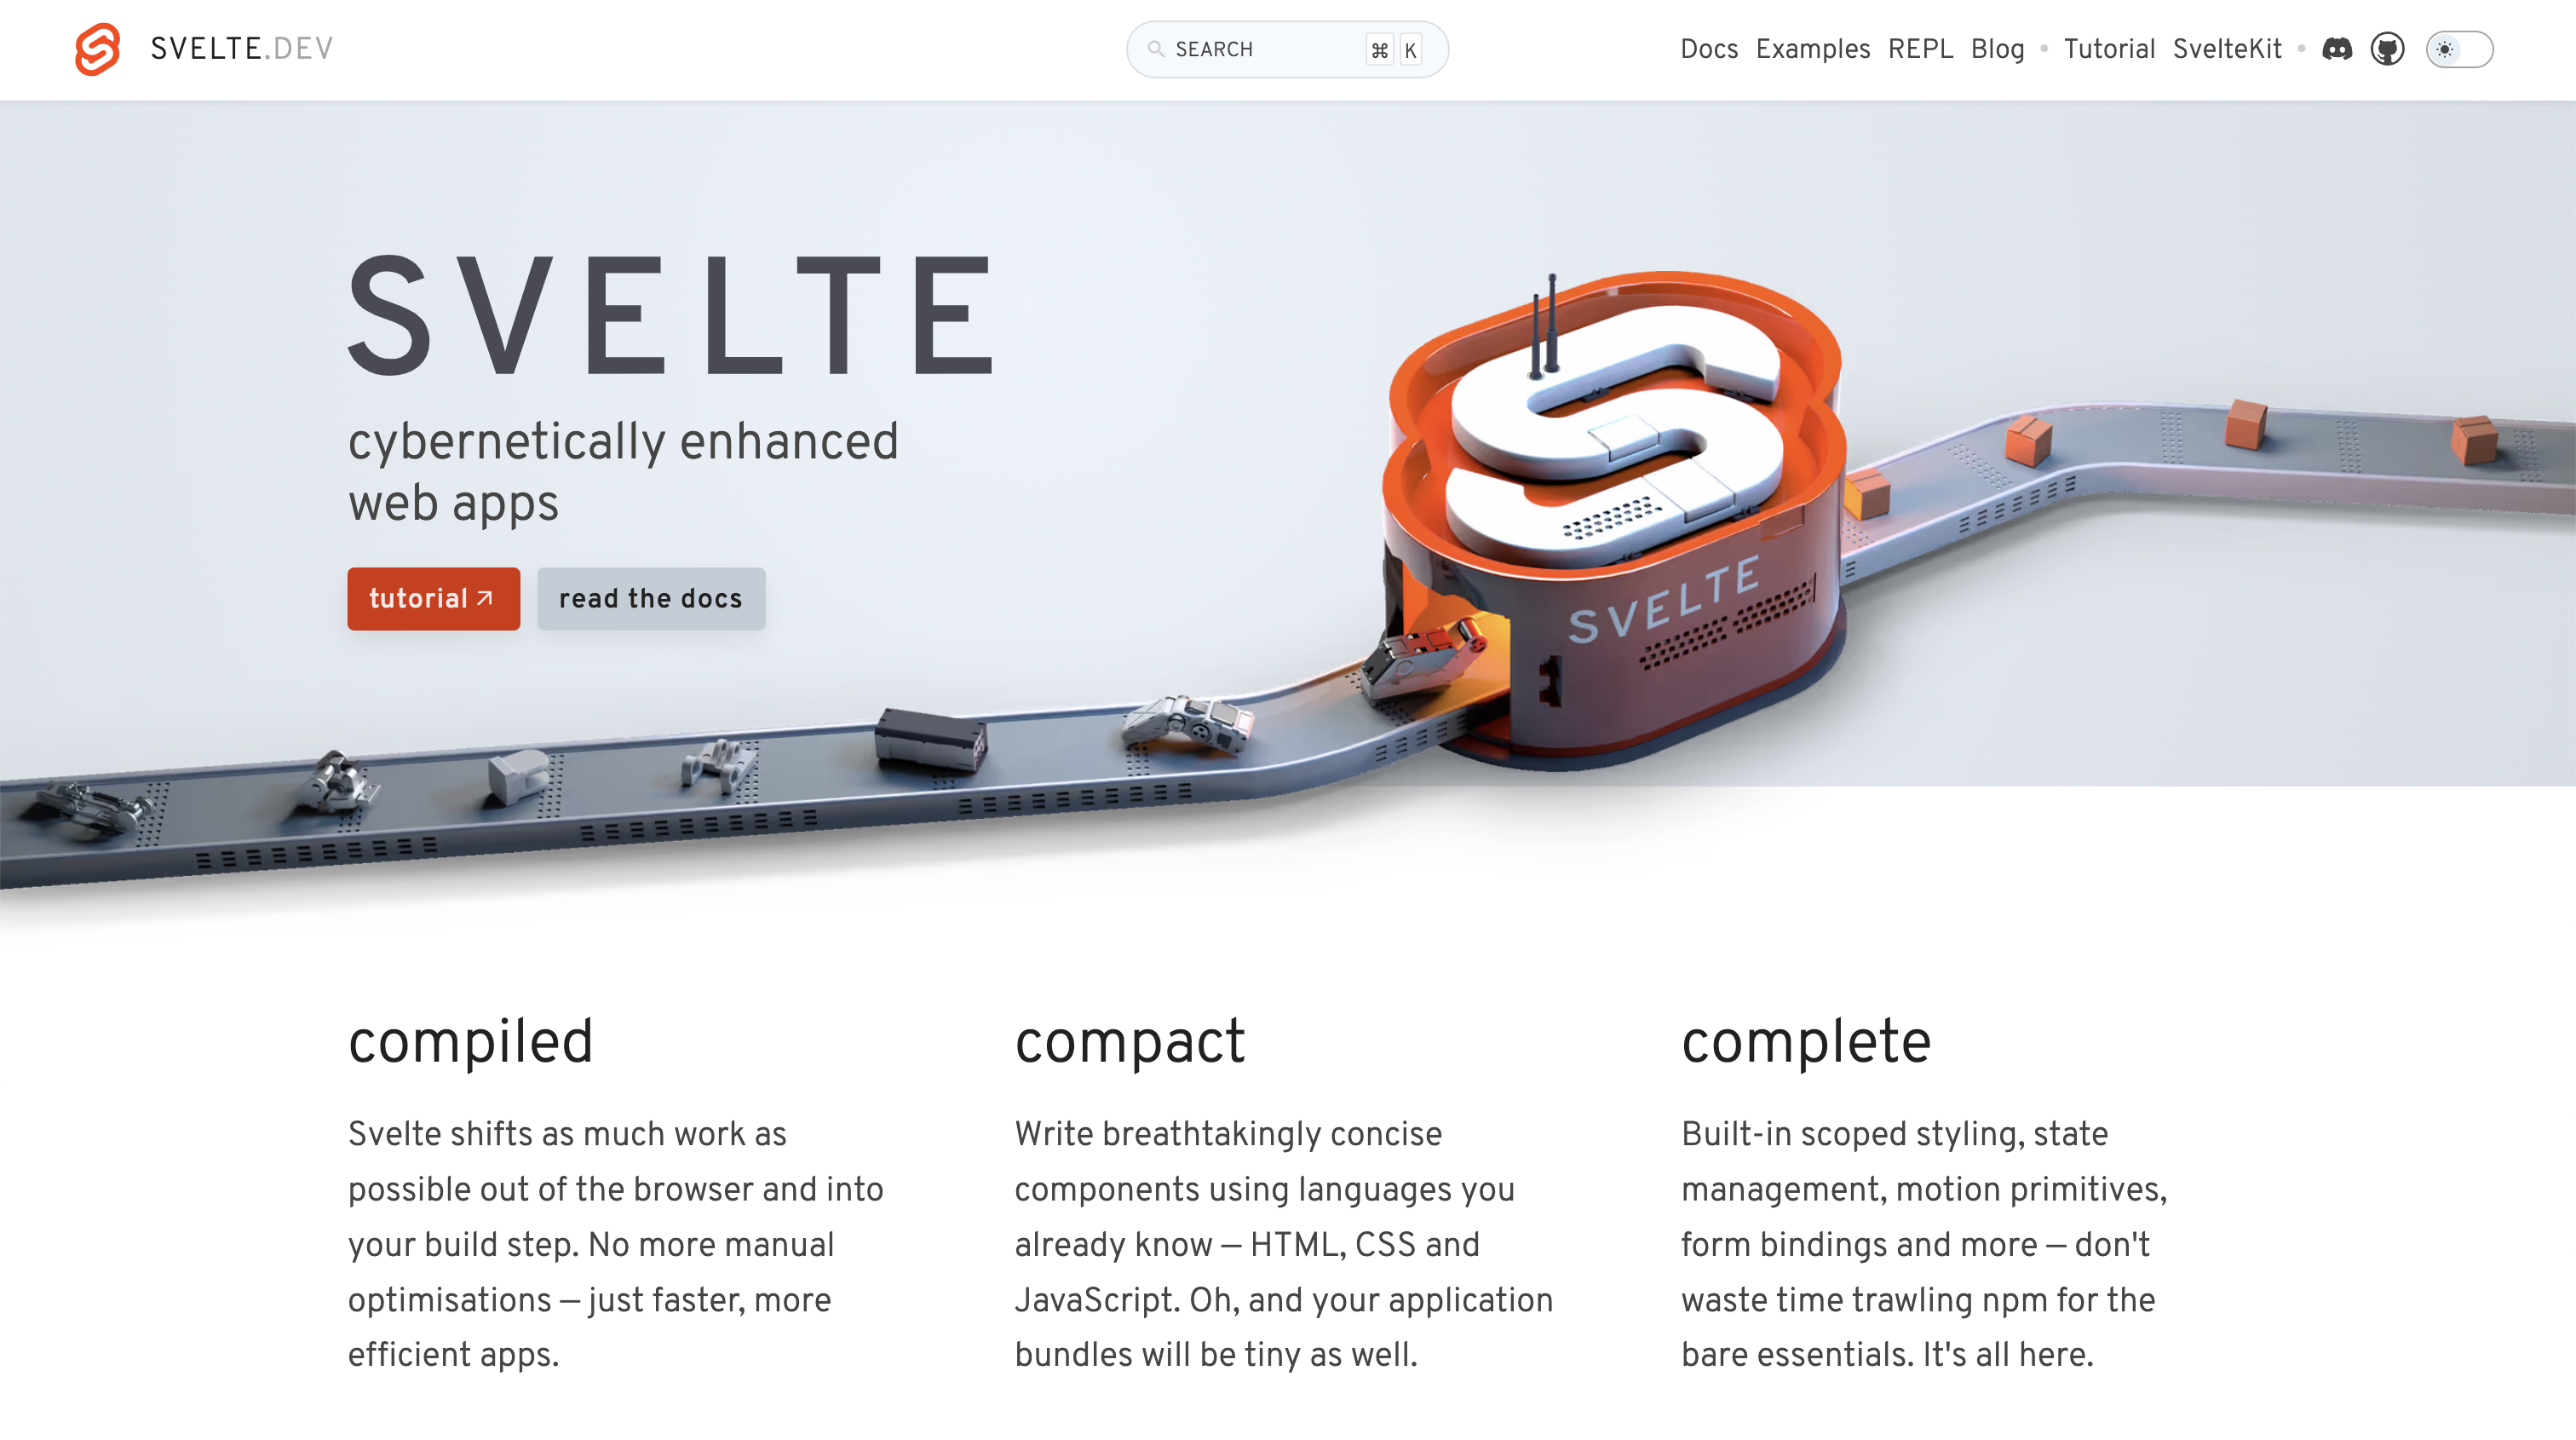 SVELTE.DEV
SEARCH
⌘ K
Docs Examples REPL Blog • Tutorial SvelteKit •
SVELTE
cybernetically enhanced
web apps
tutorial ↗
read the docs
SVELTE
compiled
Svelte shifts as much work as
possible out of the browser and into
your build step. No more manual
optimisations — just faster, more
efficient apps.
compact
Write breathtakingly concise
components using languages you
already know — HTML, CSS and
JavaScript. Oh, and your application
bundles will be tiny as well.
complete
Built-in scoped styling, state
management, motion primitives,
form bindings and more — don't
waste time trawling npm for the
bare essentials. It's all here.